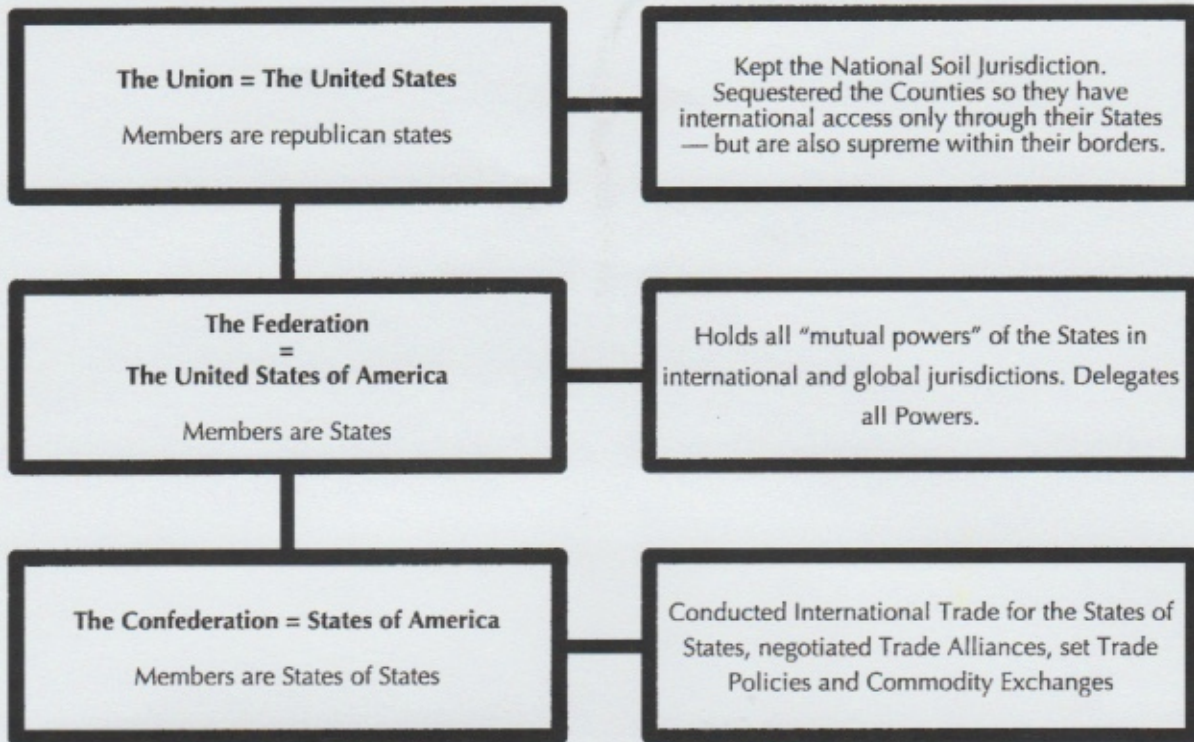 The Union = The United States
Members are republican states
Kept the National Soil Jurisdiction.
Sequestered the Counties so they have
international access only through their States
— but are also supreme within their borders.
The Federation
=
The United States of America
Members are States
Holds all “mutual powers” of the States in
international and global jurisdictions. Delegates
all Powers.
The Confederation = States of America
Members are States of States
Conducted International Trade for the States of
States, negotiated Trade Alliances, set Trade
Policies and Commodity Exchanges